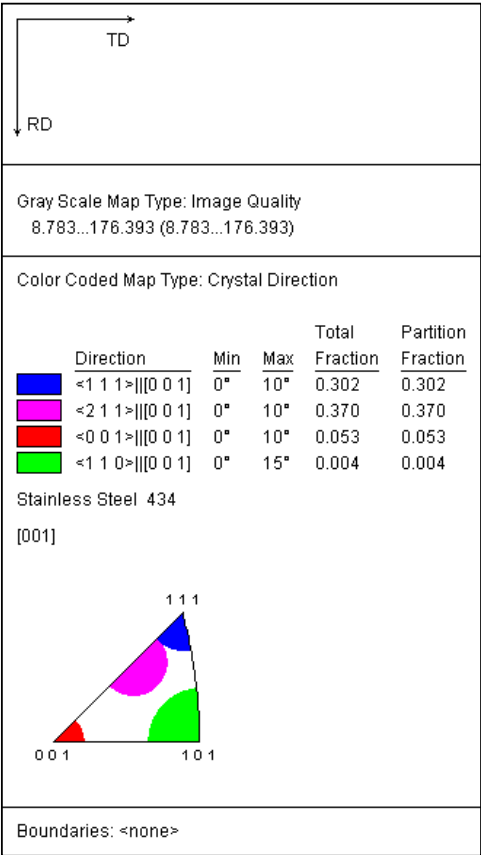 TD
RD
Gray Scale Map Type: Image Quality
8.783...176.393 (8.783...176.393)
Color Coded Map Type: Crystal Direction
Total Partition
Direction Min Max Fraction Fraction
<1 1 1>||[0 0 1] 0° 10° 0.302 0.302
<2 1 1>||[0 0 1] 0° 10° 0.370 0.370
<0 0 1>||[0 0 1] 0° 10° 0.053 0.053
<1 1 0>||[0 0 1] 0° 15° 0.004 0.004
Stainless Steel 434
[001]
1 1 1
0 0 1 1 0 1
Boundaries: <none>